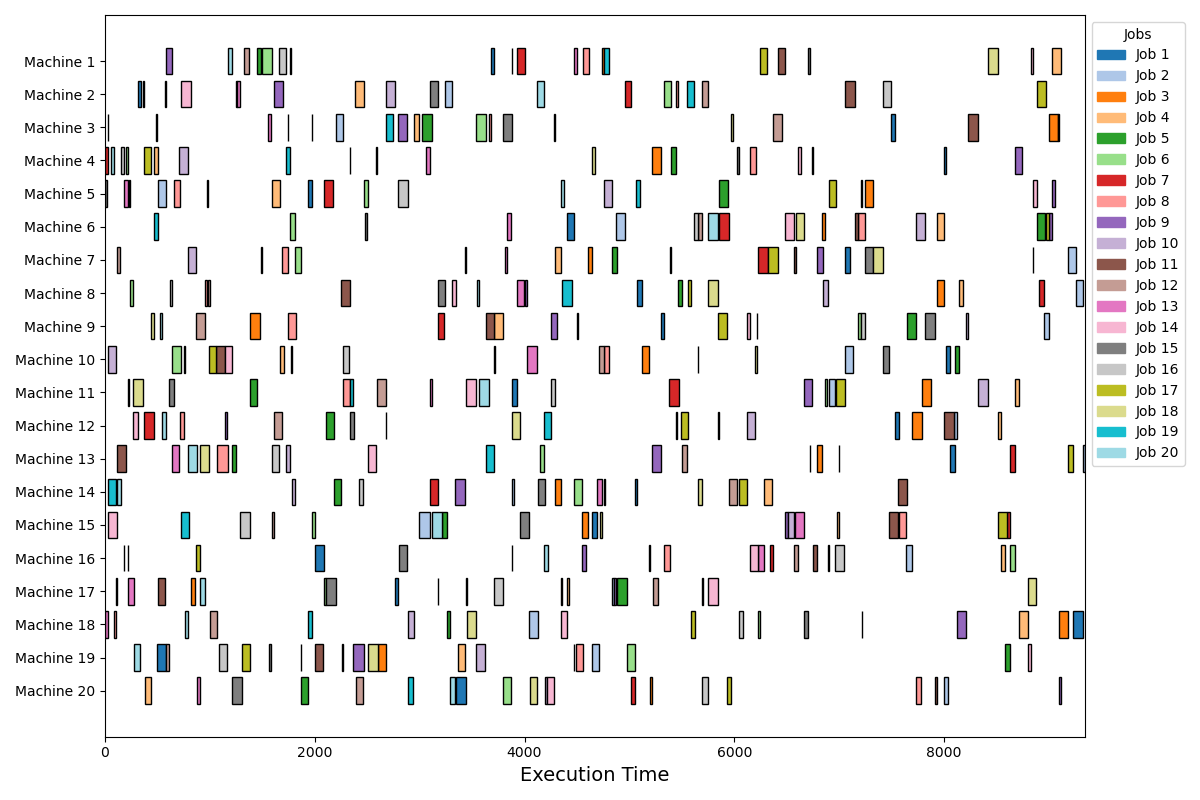 Machine 1
Machine 2
Machine 3
Machine 4
Machine 5
Machine 6
Machine 7
Machine 8
Machine 9
Machine 10
Machine 11
Machine 12
Machine 13
Machine 14
Machine 15
Machine 16
Machine 17
Machine 18
Machine 19
Machine 20
0 2000 4000 6000 8000
Execution Time
Jobs
Job 1
Job 2
Job 3
Job 4
Job 5
Job 6
Job 7
Job 8
Job 9
Job 10
Job 11
Job 12
Job 13
Job 14
Job 15
Job 16
Job 17
Job 18
Job 19
Job 20